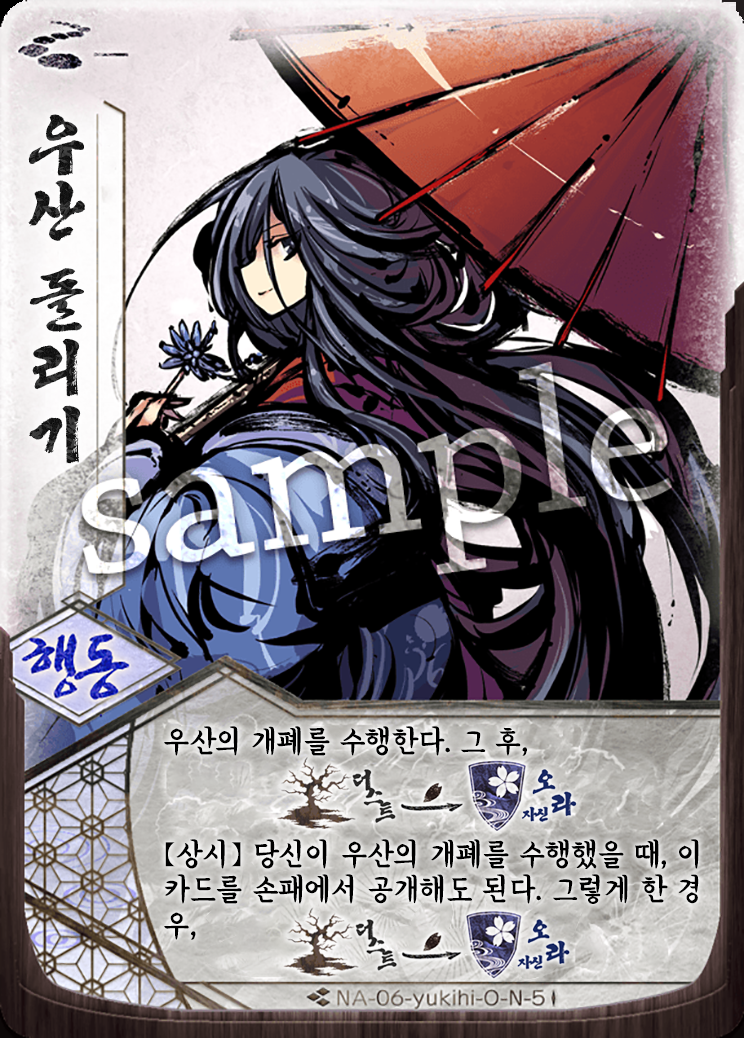 우산 돌리기
sample
행동
우산의 개폐를 수행한다. 그 후,
더스트 자신 오라
【상시】 당신이 우산의 개폐를 수행했을 때, 이
카드를 손패에서 공개해도 된다. 그렇게 한 경
우,
더스트 자신 오라
NA-06-yukihi-O-N-5